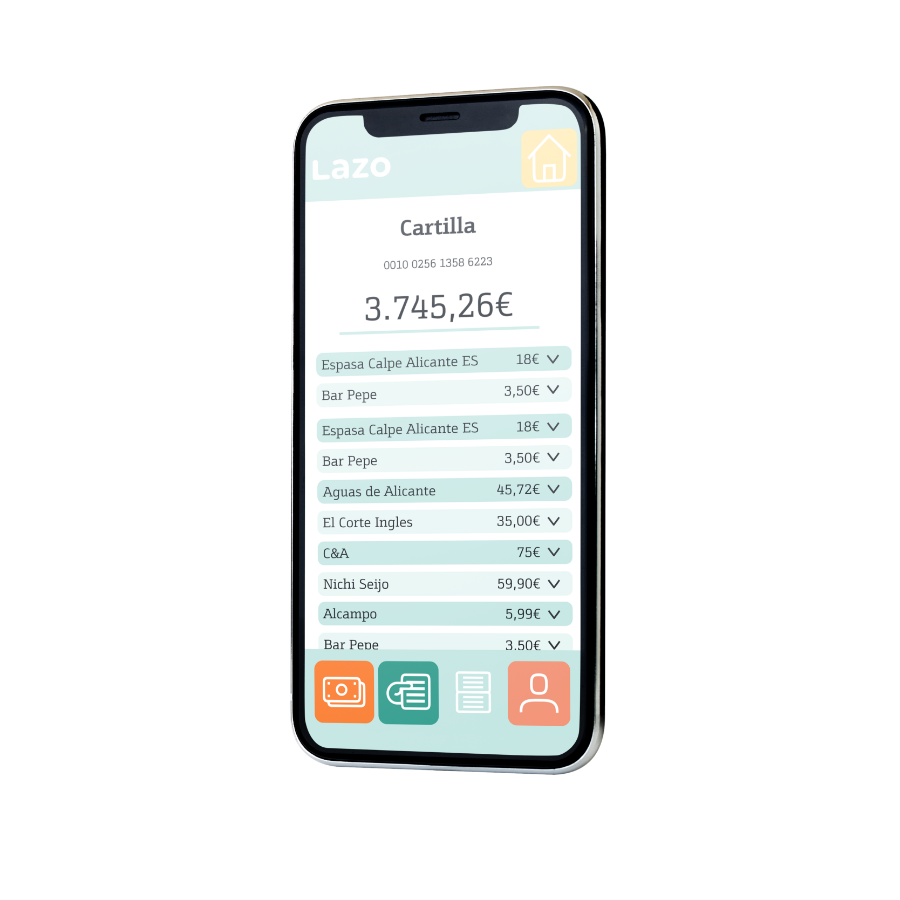 Lazo
Cartilla
0010 0256 1358 6223
3.745,26€
Espasa Calpe Alicante ES 18€
Bar Pepe 3,50€
Espasa Calpe Alicante ES 18€
Bar Pepe 3,50€
Aguas de Alicante 45,72€
El Corte Ingles 35,00€
C&A 75€
Nichi Seijo 59,90€
Alcampo 5,99€
Bar Pepe 3,50€